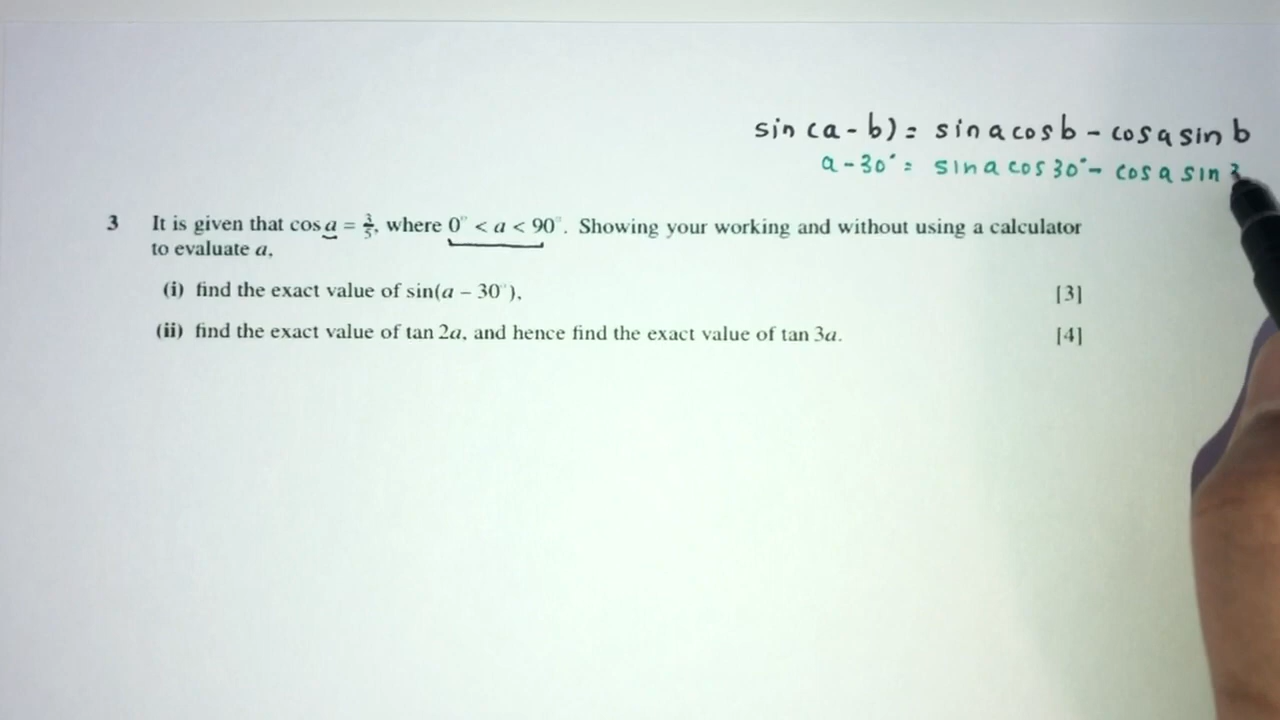 sin(a - b) = sin a cos b - cos a sin b
a - 30° = sin a cos 30° - cos a sin 3
3 It is given that cos a = 3/5, where 0° < a < 90°. Showing your working and without using a calculator
to evaluate a,
(i) find the exact value of sin(a − 30°), [3]
(ii) find the exact value of tan 2a, and hence find the exact value of tan 3a. [4]